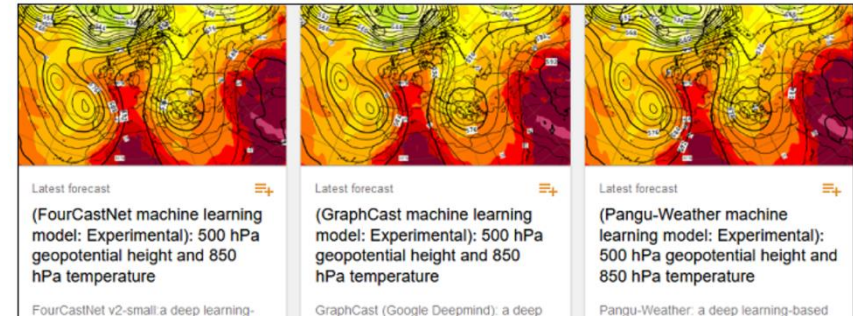 Latest forecast
(FourCastNet machine learning
model: Experimental): 500 hPa
geopotential height and 850
hPa temperature
FourCastNet v2-small:a deep learning-
Latest forecast
(GraphCast machine learning
model: Experimental): 500 hPa
geopotential height and 850
hPa temperature
GraphCast (Google Deepmind): a deep
Latest forecast
(Pangu-Weather machine
learning model: Experimental):
500 hPa geopotential height and
850 hPa temperature
Pangu-Weather: a deep learning-based